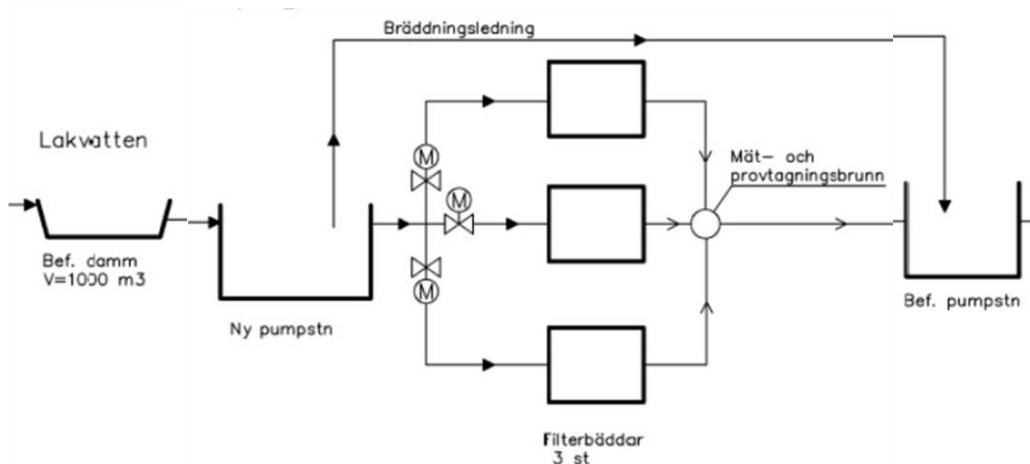 Bräddningsledning
Lakvatten
M
M
Mät- och
provtagningsbrunn
M
Bef. damm
V=1000 m3
Ny pumpstn
Bef. pumpstn
Filterbäddar
3 st